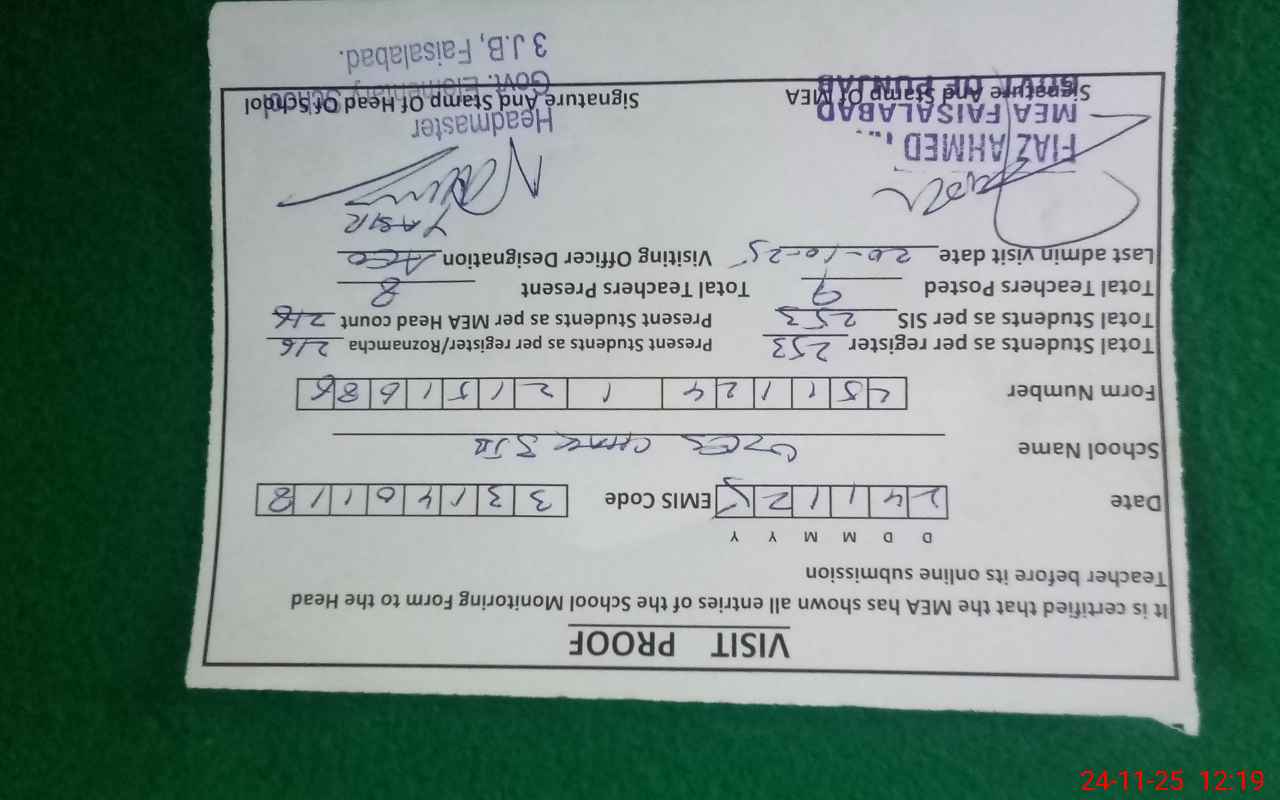 VISIT PROOF
It is certified that the MEA has shown all entries of the School Monitoring Form to the Head
Teacher before its online submission
D D M M Y Y
Date 2 4 1 1 2 5 EMIS Code 3 3 1 4 0 1 1 8
School Name CHAK 3 JB
Form Number 4 5 1 1 2 4 1 2 1 5 1 6 8
Total Students as per register 253 Present Students as per register/Roznamcha 216
Total Students as per SIS 253 Present Students as per MEA Head count 216
Total Teachers Posted 9 Total Teachers Present 8
Last admin visit date 20-10-25 Visiting Officer Designation AEO
YASIR
FIAZ AHMED
MEA FAISALABAD
GOVT. OF PUNJAB
Headmaster
Govt. Elementary School
3 J.B, Faisalabad.
Signature And Stamp Of MEA Signature And Stamp Of Head Of School
24-11-25 12:19